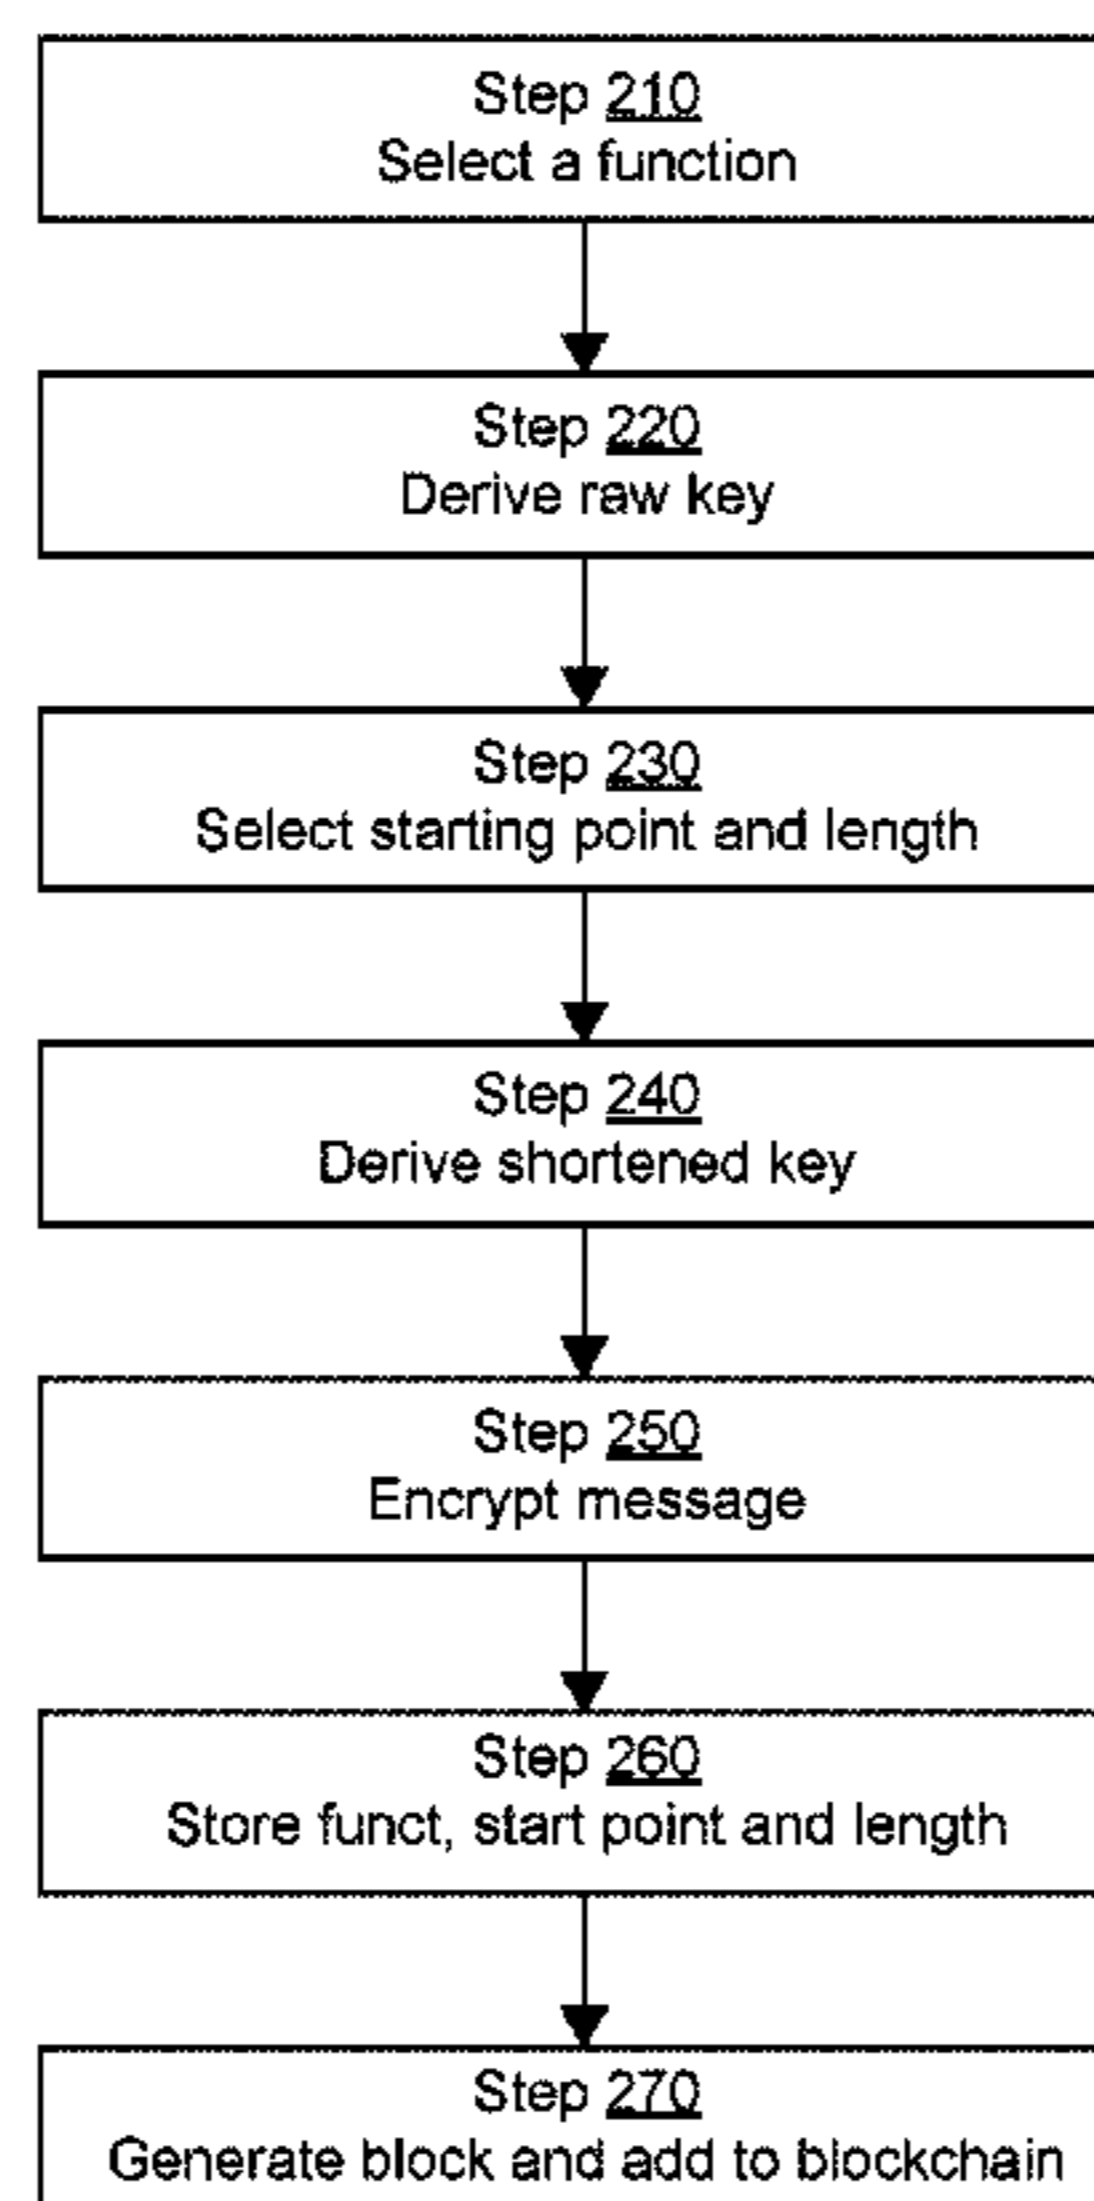 Step 210
Select a function
Step 220
Derive raw key
Step 230
Select starting point and length
Step 240
Derive shortened key
Step 250
Encrypt message
Step 260
Store funct, start point and length
Step 270
Generate block and add to blockchain